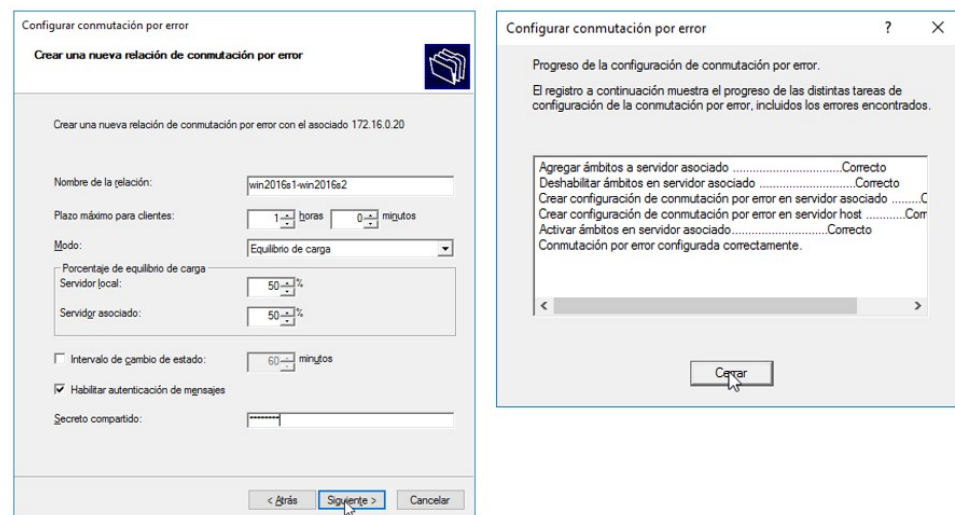 Configurar conmutación por error
Crear una nueva relación de conmutación por error
Crear una nueva relación de conmutación por error con el asociado 172.16.0.20
Nombre de la relación: win2016s1-win2016s2
Plazo máximo para clientes: 1 horas 0 minutos
Modo: Equilibrio de carga
Porcentaje de equilibrio de carga
Servidor local: 50 %
Servidor asociado: 50 %
Intervalo de cambio de estado: 60 minutos
Habilitar autenticación de mensajes
Secreto compartido: ********
< Atrás Siguiente > Cancelar
Configurar conmutación por error ? X
Progreso de la configuración de conmutación por error.
El registro a continuación muestra el progreso de las distintas tareas de
configuración de la conmutación por error, incluidos los errores encontrados.
Agregar ámbitos a servidor asociado ..............................Correcto
Deshabilitar ámbitos en servidor asociado ..........................Correcto
Crear configuración de conmutación por error en servidor asociado .......C
Crear configuración de conmutación por error en servidor host ...........Corr
Activar ámbitos en servidor asociado..........................Correcto
Conmutación por error configurada correctamente.
Cerrar